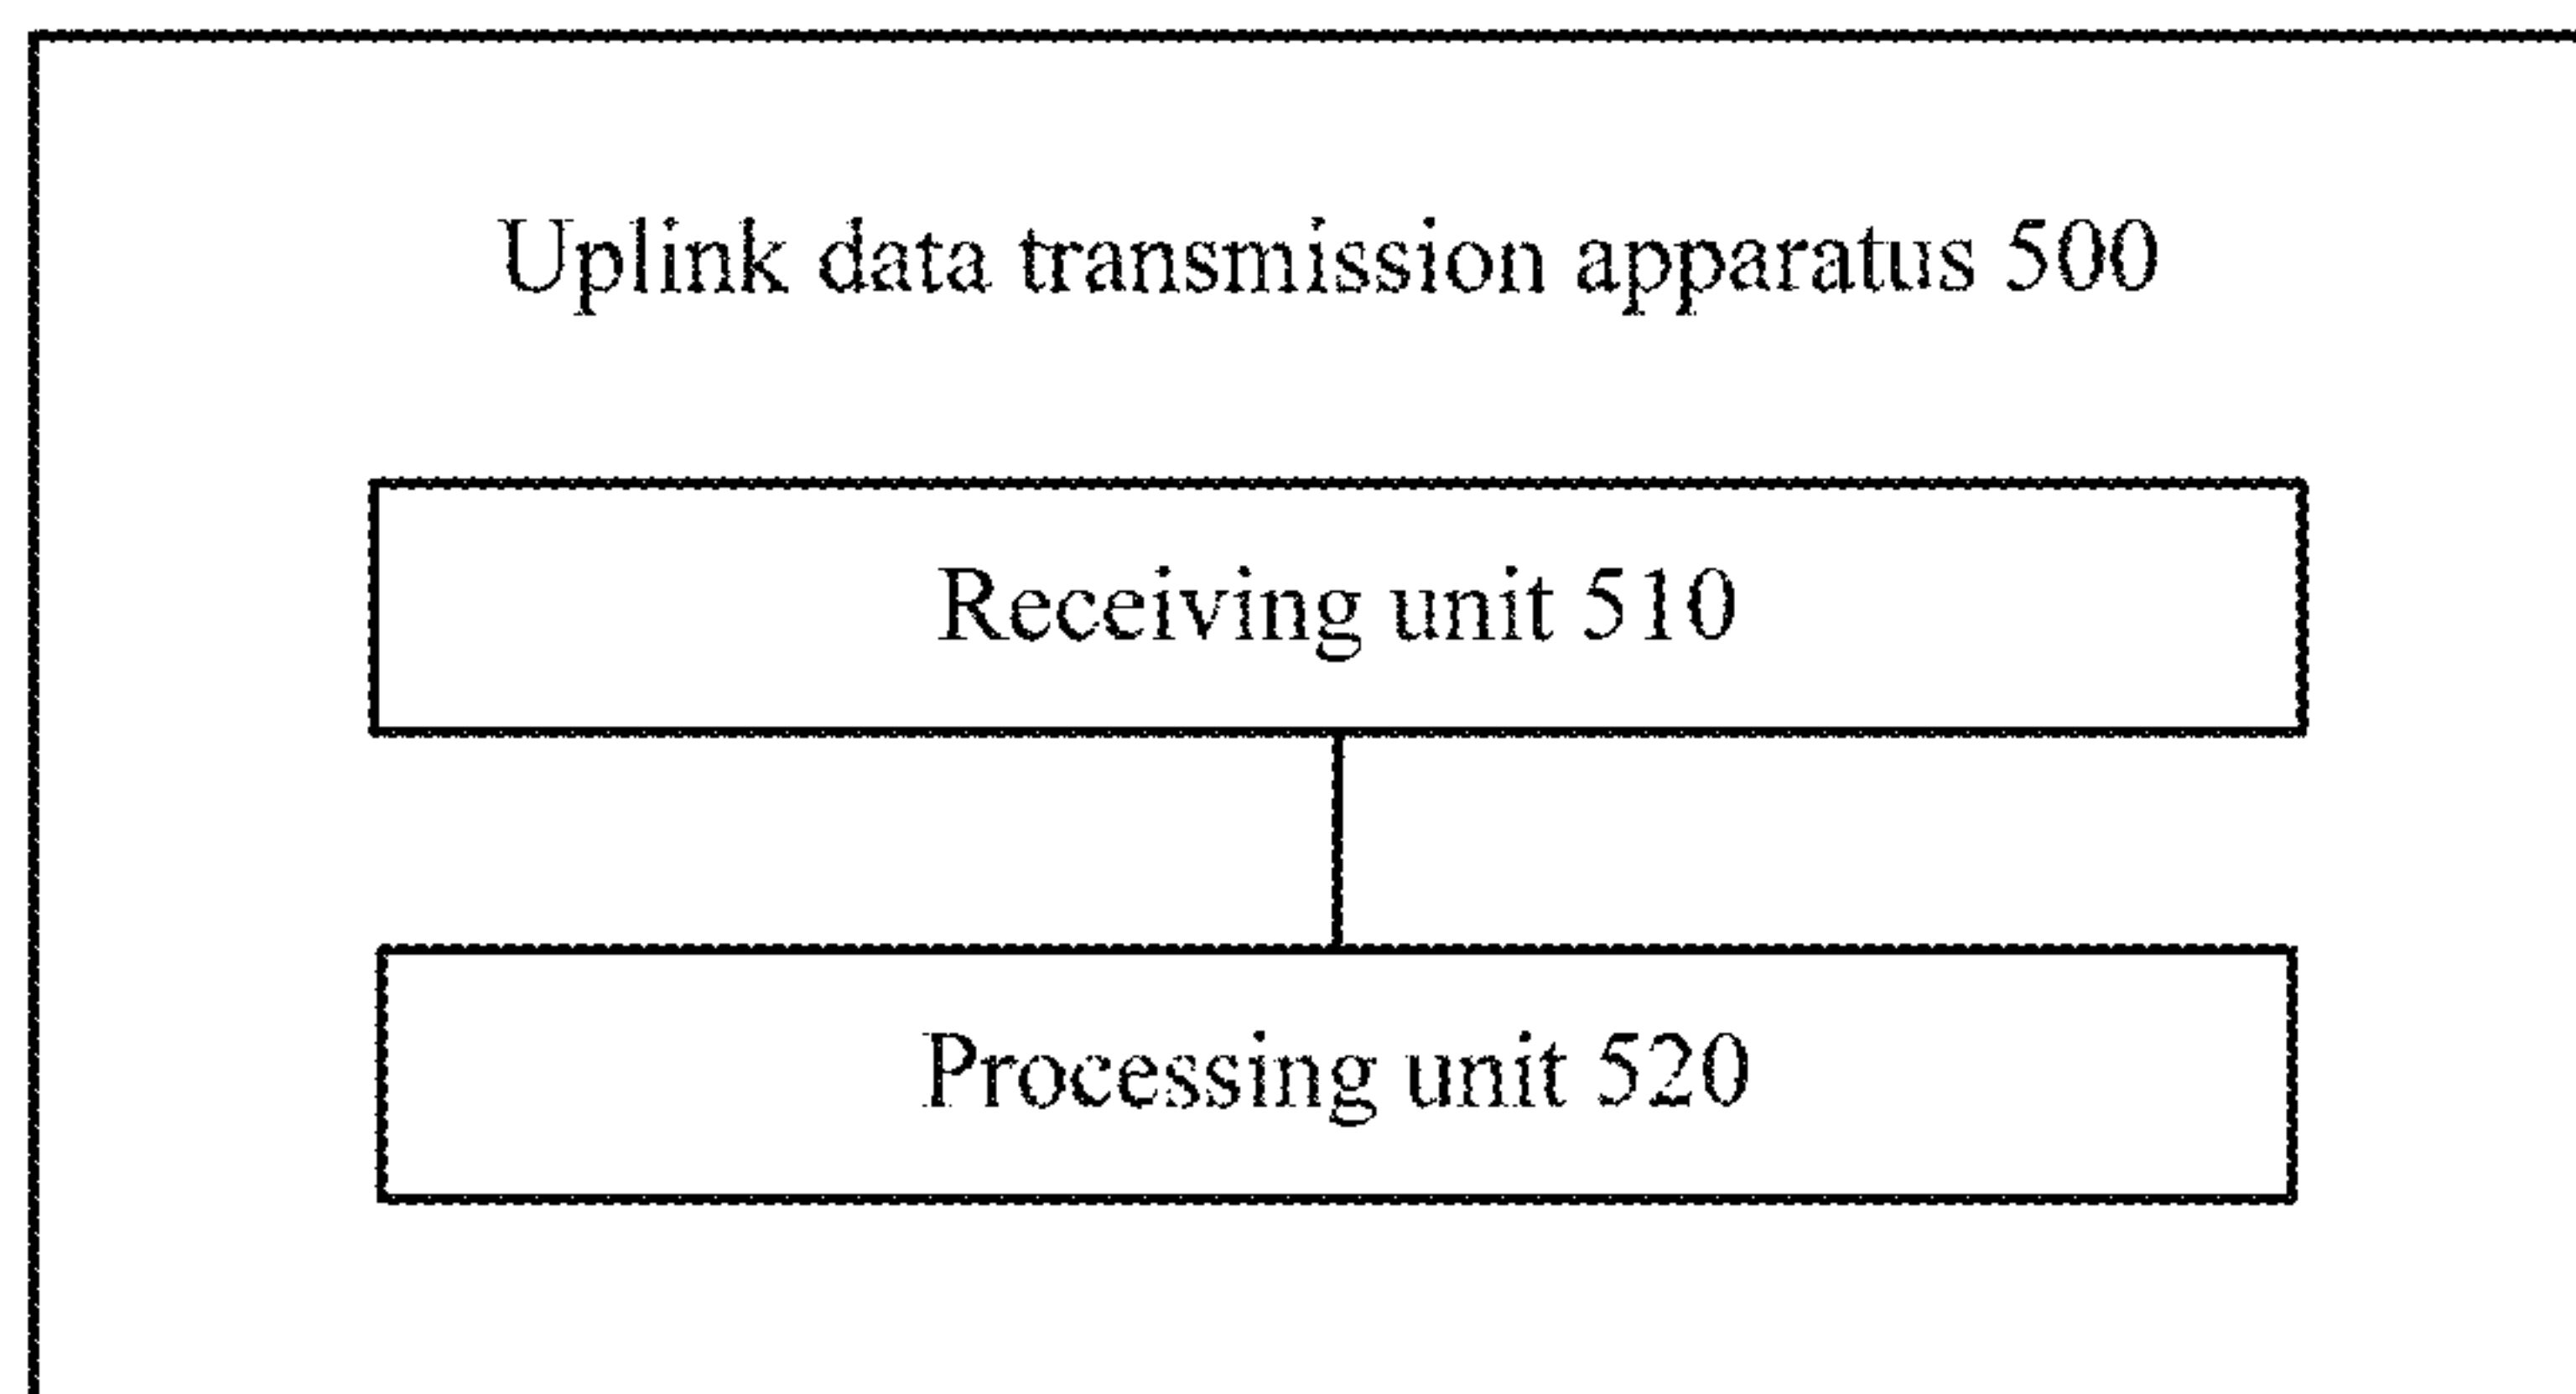 Uplink data transmission apparatus 500
Receiving unit 510
Processing unit 520